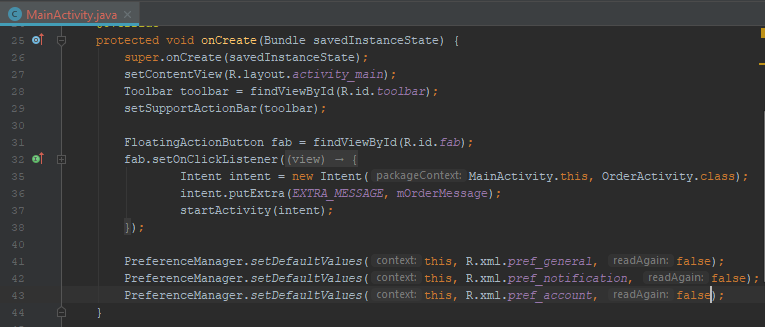 MainActivity.java
25 protected void onCreate(Bundle savedInstanceState) {
26 super.onCreate(savedInstanceState);
27 setContentView(R.layout.activity_main);
28 Toolbar toolbar = findViewById(R.id.toolbar);
29 setSupportActionBar(toolbar);
30
31 FloatingActionButton fab = findViewById(R.id.fab);
32 fab.setOnClickListener((view) → {
35 Intent intent = new Intent( packageContext: MainActivity.this, OrderActivity.class);
36 intent.putExtra(EXTRA_MESSAGE, mOrderMessage);
37 startActivity(intent);
38 });
40
41 PreferenceManager.setDefaultValues( context: this, R.xml.pref_general, readAgain: false);
42 PreferenceManager.setDefaultValues( context: this, R.xml.pref_notification, readAgain: false);
43 PreferenceManager.setDefaultValues( context: this, R.xml.pref_account, readAgain: false);
44 }